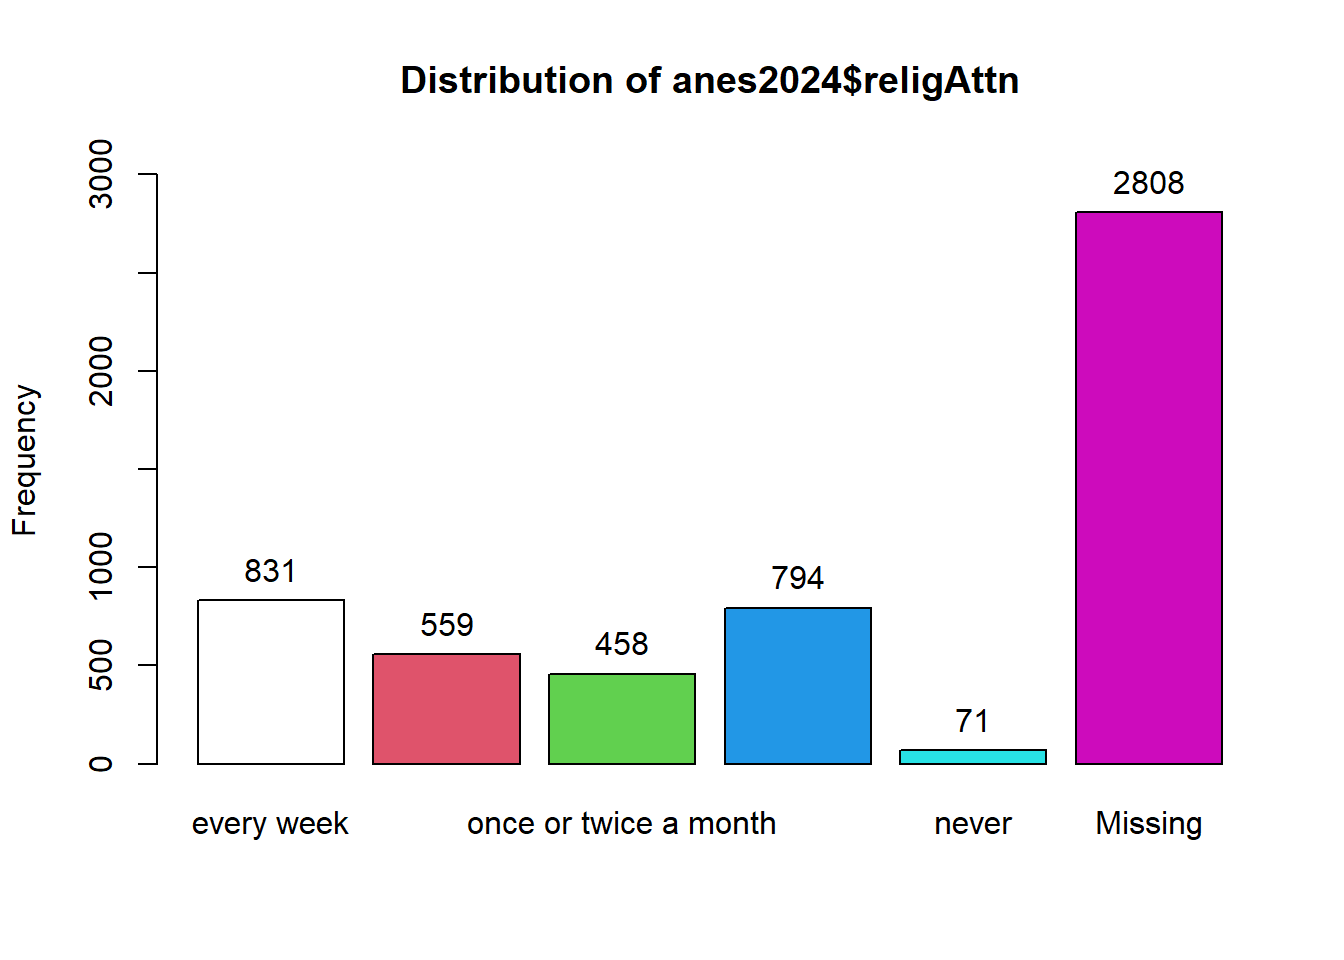 Distribution of anes2024$religAttn
Frequency
3000
2000
1000
500
0
831
559
458
794
71
2808
every week
once or twice a month
never
Missing